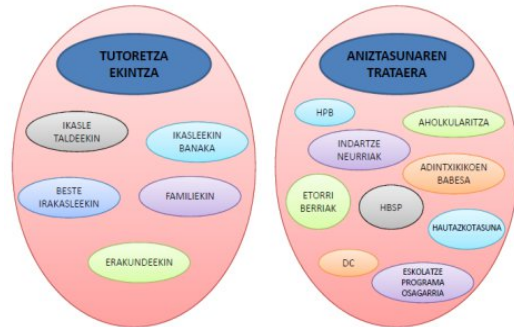 TUTORETZA
EKINTZA
IKASLE
TALDEEKIN
IKASLEEKIN
BANAKA
BESTE
IRAKASLEEKIN
FAMILIEKIN
ERAKUNDEEKIN
ANIZTASUNAREN
TRATAERA
HPB
AHOLKULARITZA
INDARTZE
NEURRIAK
ADINTXIKIKOEN
BABESA
ETORRI
BERRIAK
HBSP
HAUTAZKOTASUNA
DC
ESKOLATZE
PROGRAMA
OSAGARRIA